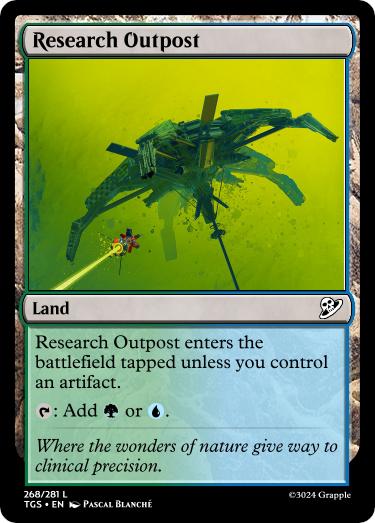 Research Outpost
Land
Research Outpost enters the
battlefield tapped unless you control
an artifact.
: Add or .
Where the wonders of nature give way to
clinical precision.
268/281 L
TGS • EN Pascal Blanché
©3024 Grapple